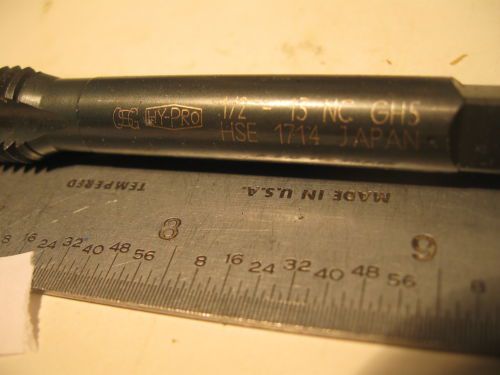 OSG HY-PRO 1/2 - 13 NC GH5
HSE 1714 JAPAN
TEMPERED MADE IN U.S.A.
8 9
16 24 32 40 48 56 8 16 24 32 40 48 56 8